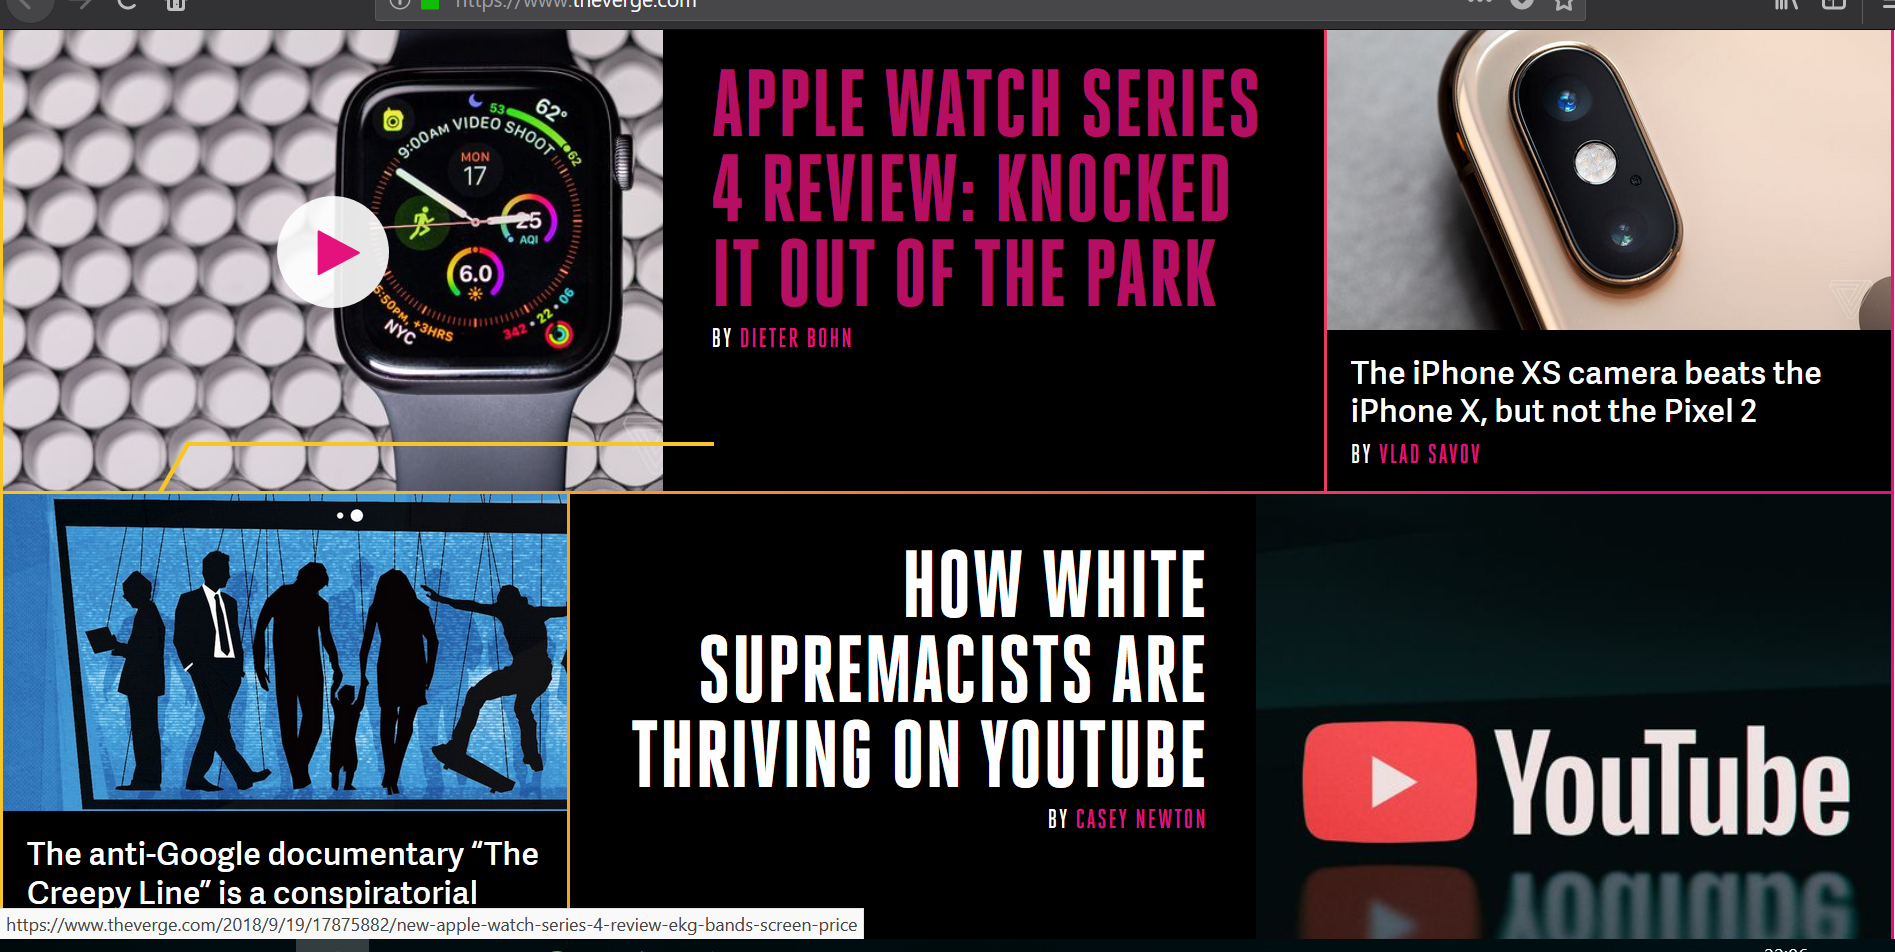 https://www.theverge.com
62°
53
62
9:00AM VIDEO SHOOT
MON
17
25
AQI
6.0
5:50PM, +3HRS
NYC
342 • 22 • 06
APPLE WATCH SERIES
4 REVIEW: KNOCKED
IT OUT OF THE PARK
BY DIETER BOHN
The iPhone XS camera beats the
iPhone X, but not the Pixel 2
BY VLAD SAVOV
The anti-Google documentary “The
Creepy Line” is a conspiratorial
HOW WHITE
SUPREMACISTS ARE
THRIVING ON YOUTUBE
BY CASEY NEWTON
YouTube
https://www.theverge.com/2018/9/19/17875882/new-apple-watch-series-4-review-ekg-bands-screen-price